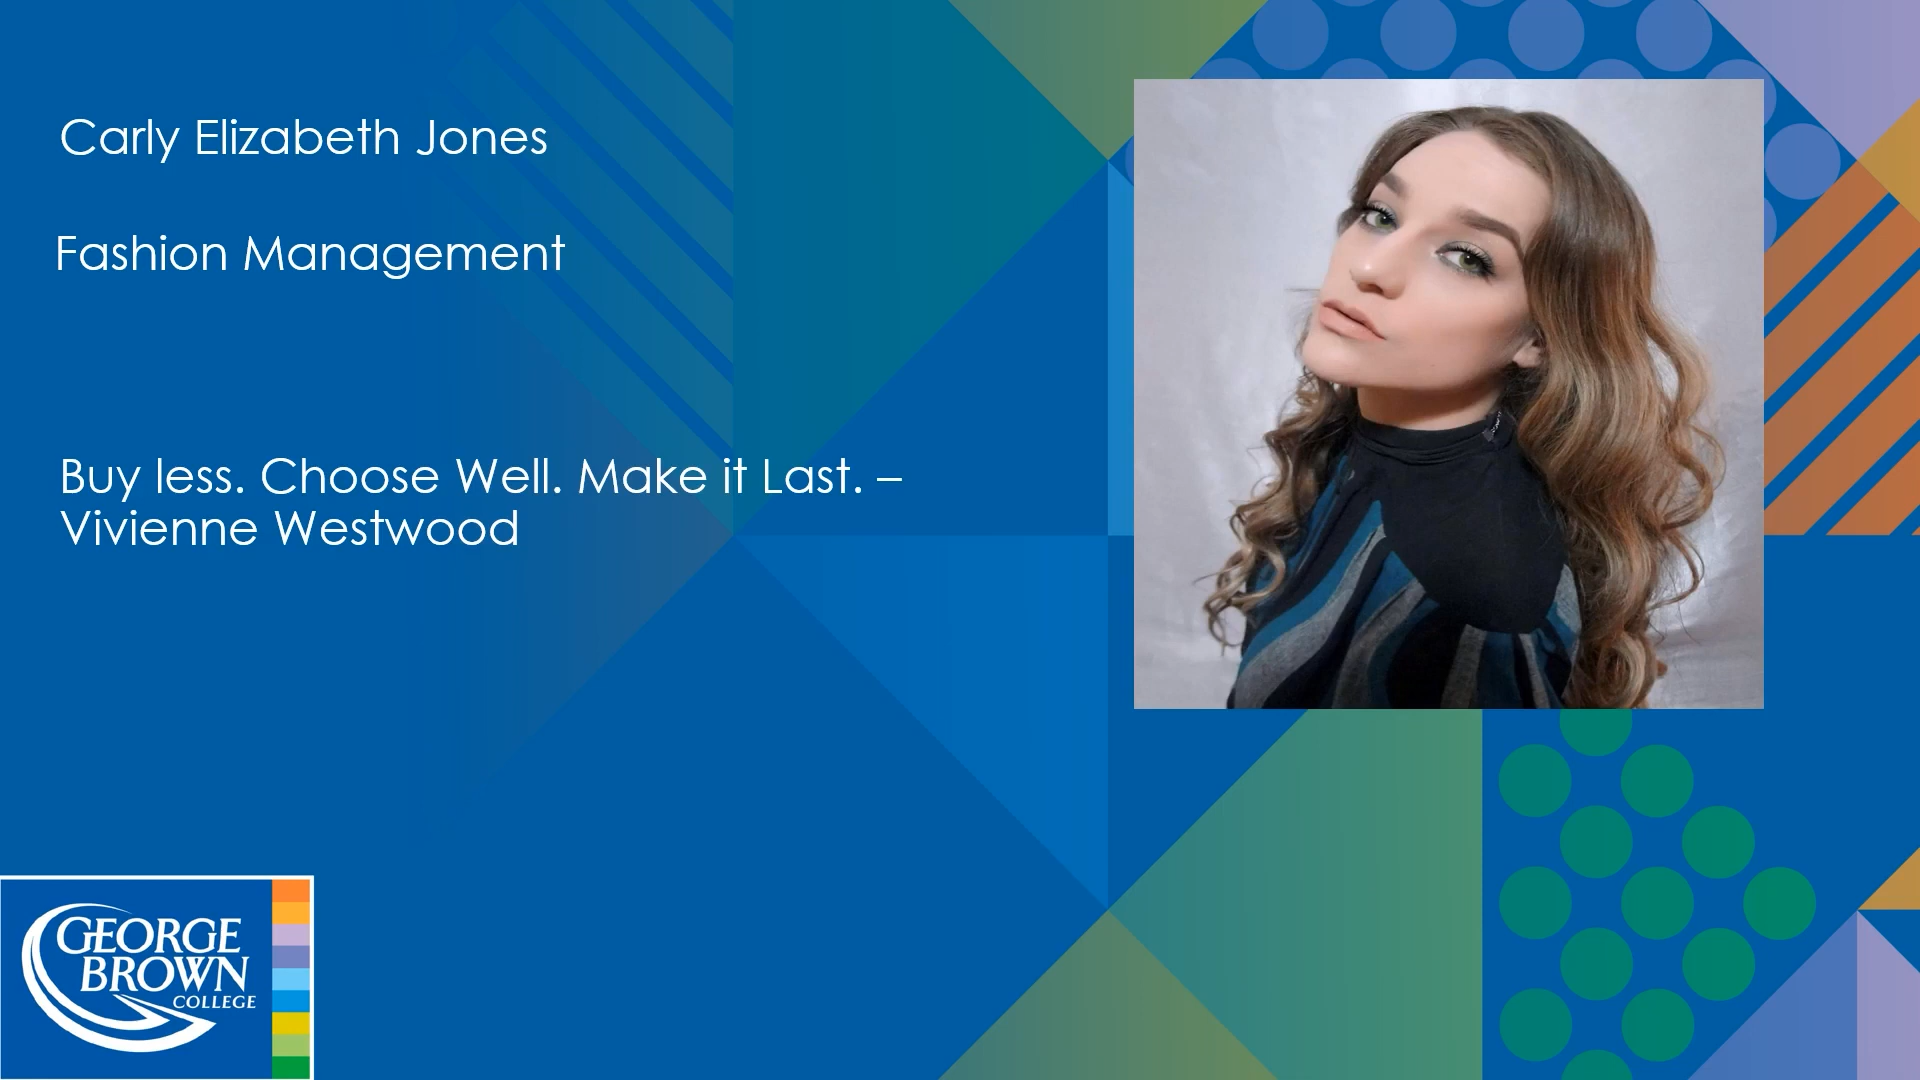 Carly Elizabeth Jones
Fashion Management
Buy less. Choose Well. Make it Last. –
Vivienne Westwood
GEORGE
BROWN
COLLEGE